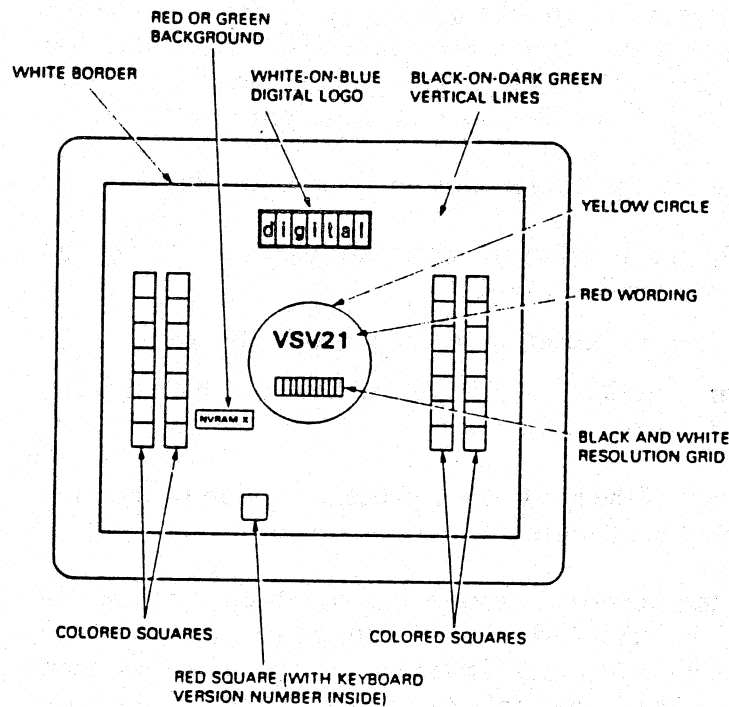 RED OR GREEN
BACKGROUND
WHITE BORDER
WHITE-ON-BLUE
DIGITAL LOGO
BLACK-ON-DARK GREEN
VERTICAL LINES
digital
YELLOW CIRCLE
RED WORDING
VSV21
NVRAM X
BLACK AND WHITE
RESOLUTION GRID
COLORED SQUARES
COLORED SQUARES
RED SQUARE (WITH KEYBOARD
VERSION NUMBER INSIDE)